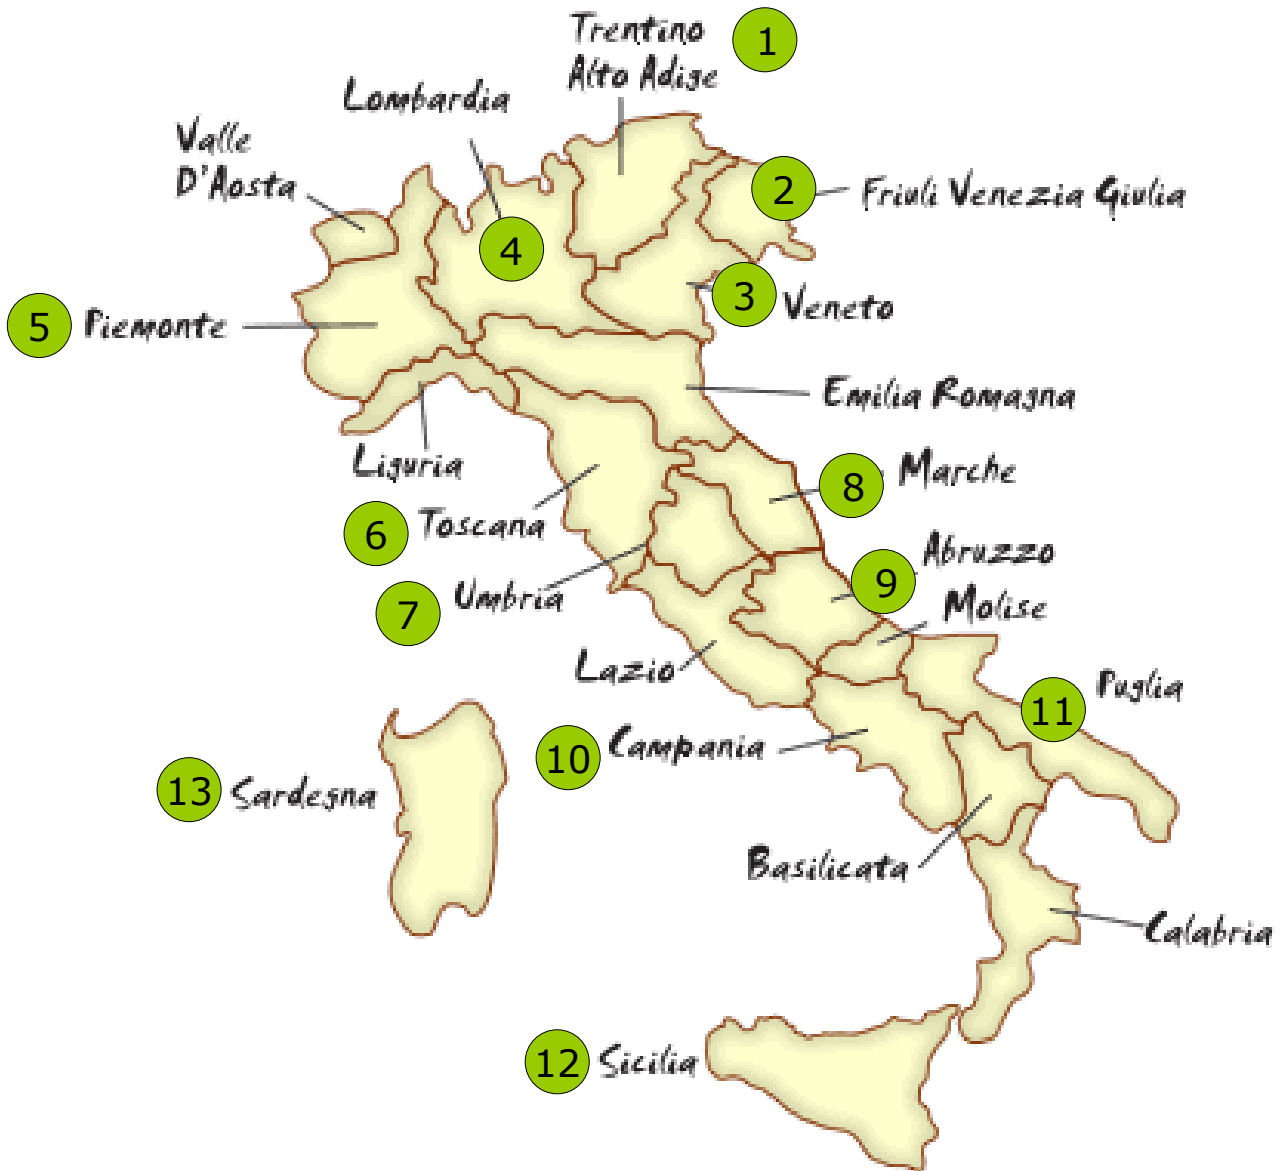 Trentino
Alto Adige
1
Lombardia
Valle
D'Aosta
2
Friuli Venezia Giulia
4
3
Veneto
5
Piemonte
Emilia Romagna
Liguria
8
Marche
6
Toscana
9
Abruzzo
7
Umbria
Molise
Lazio
11
Puglia
10
Campania
13
Sardegna
Basilicata
Calabria
12
Sicilia